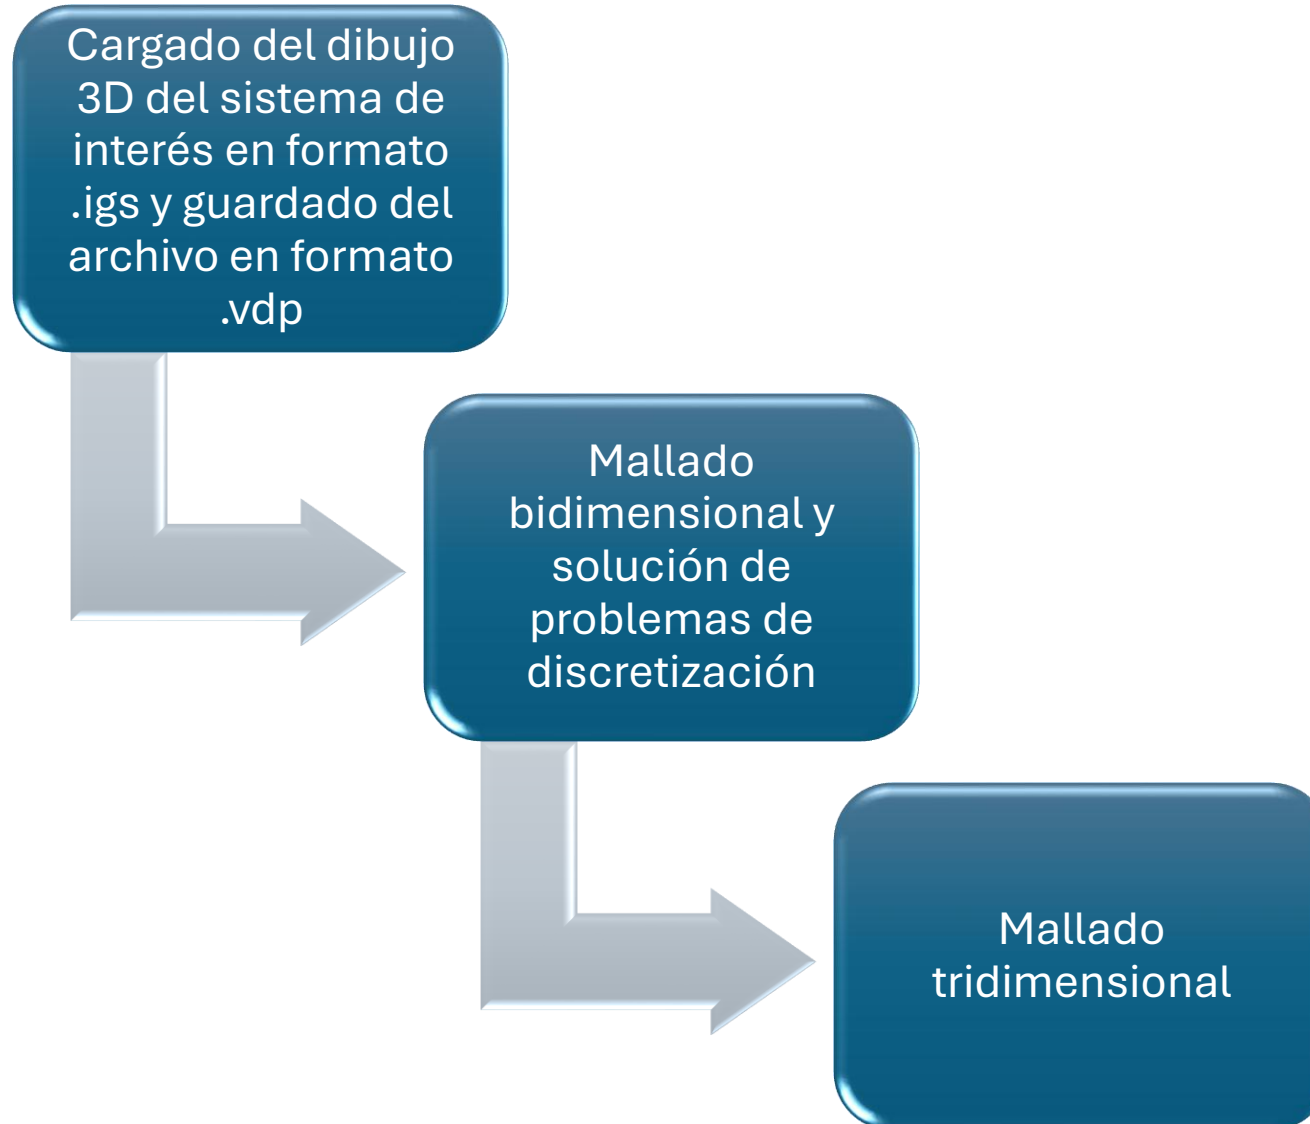 Cargado del dibujo
3D del sistema de
interés en formato
.igs y guardado del
archivo en formato
.vdp
Mallado
bidimensional y
solución de
problemas de
discretización
Mallado
tridimensional